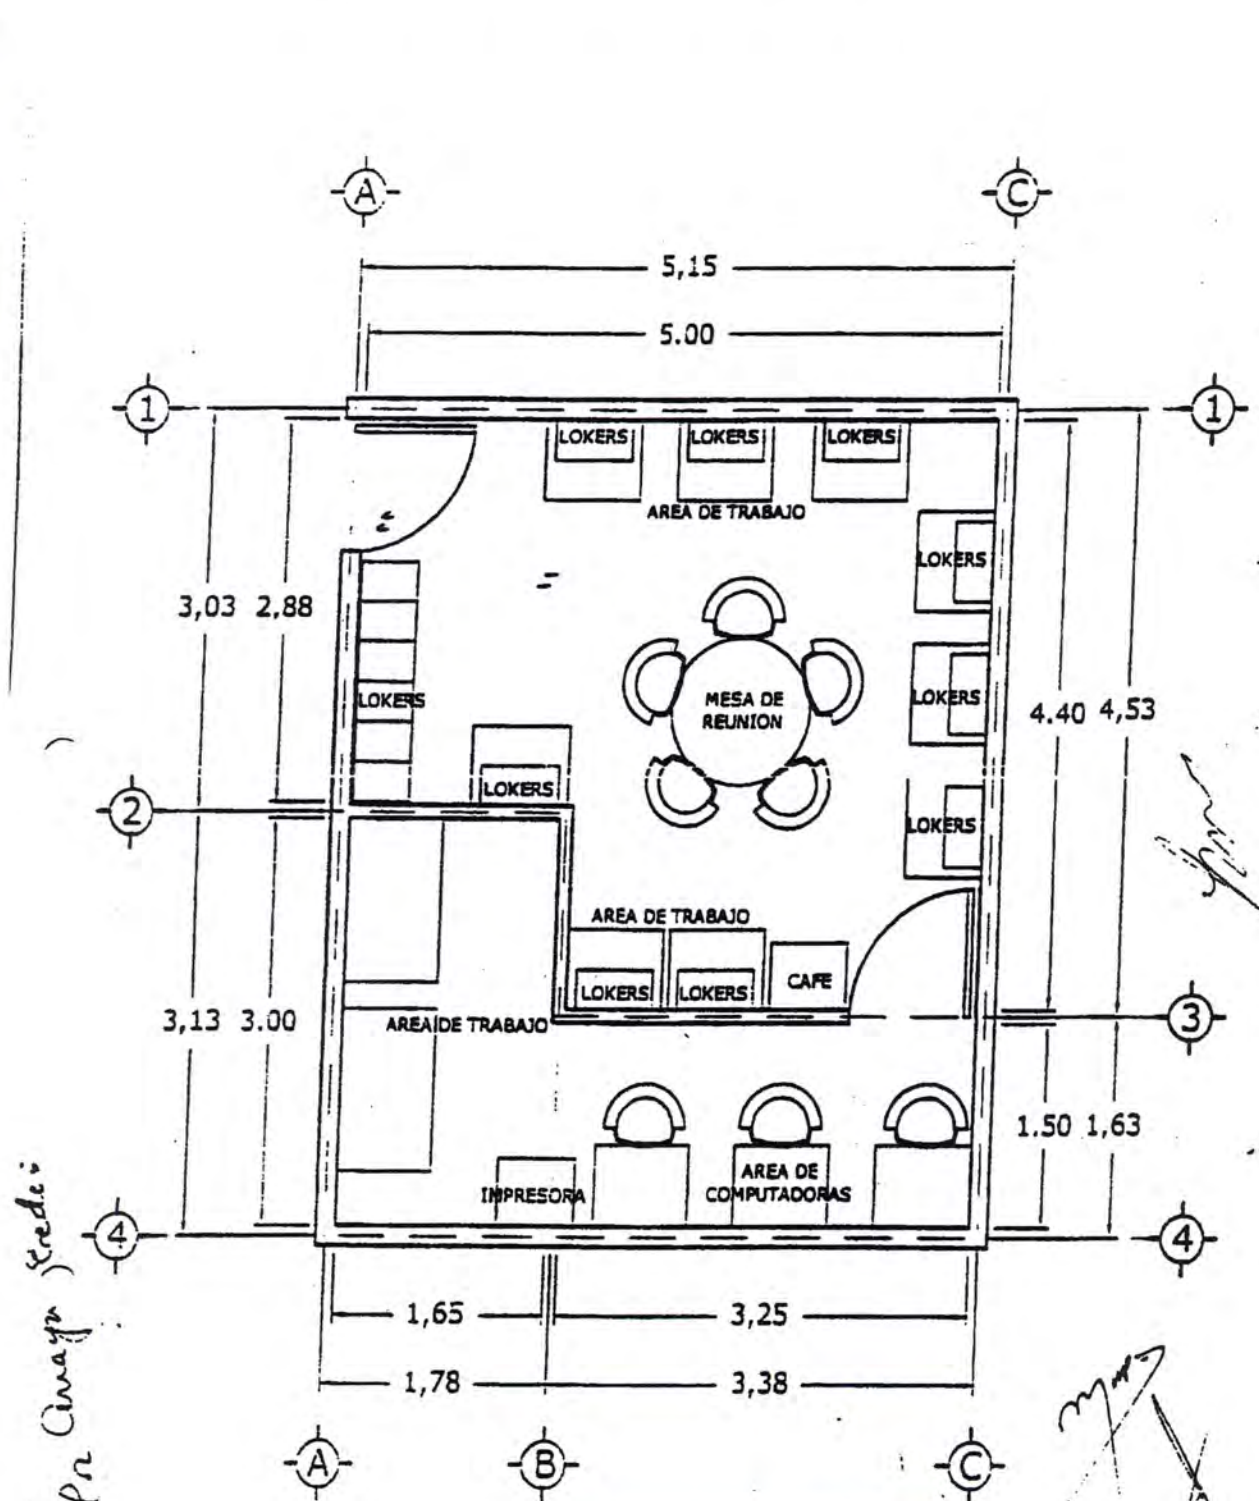 A C
5,15
5.00
1 1
LOKERS LOKERS LOKERS
AREA DE TRABAJO
LOKERS
3,03 2,88
LOKERS
MESA DE
REUNION
LOKERS
4.40 4,53
LOKERS
2
LOKERS
AREA DE TRABAJO
LOKERS LOKERS CAFE
3,13 3.00
AREA DE TRABAJO
3
1.50 1,63
IMPRESORA
AREA DE
COMPUTADORAS
4 4
1,65 3,25
1,78 3,38
A B C